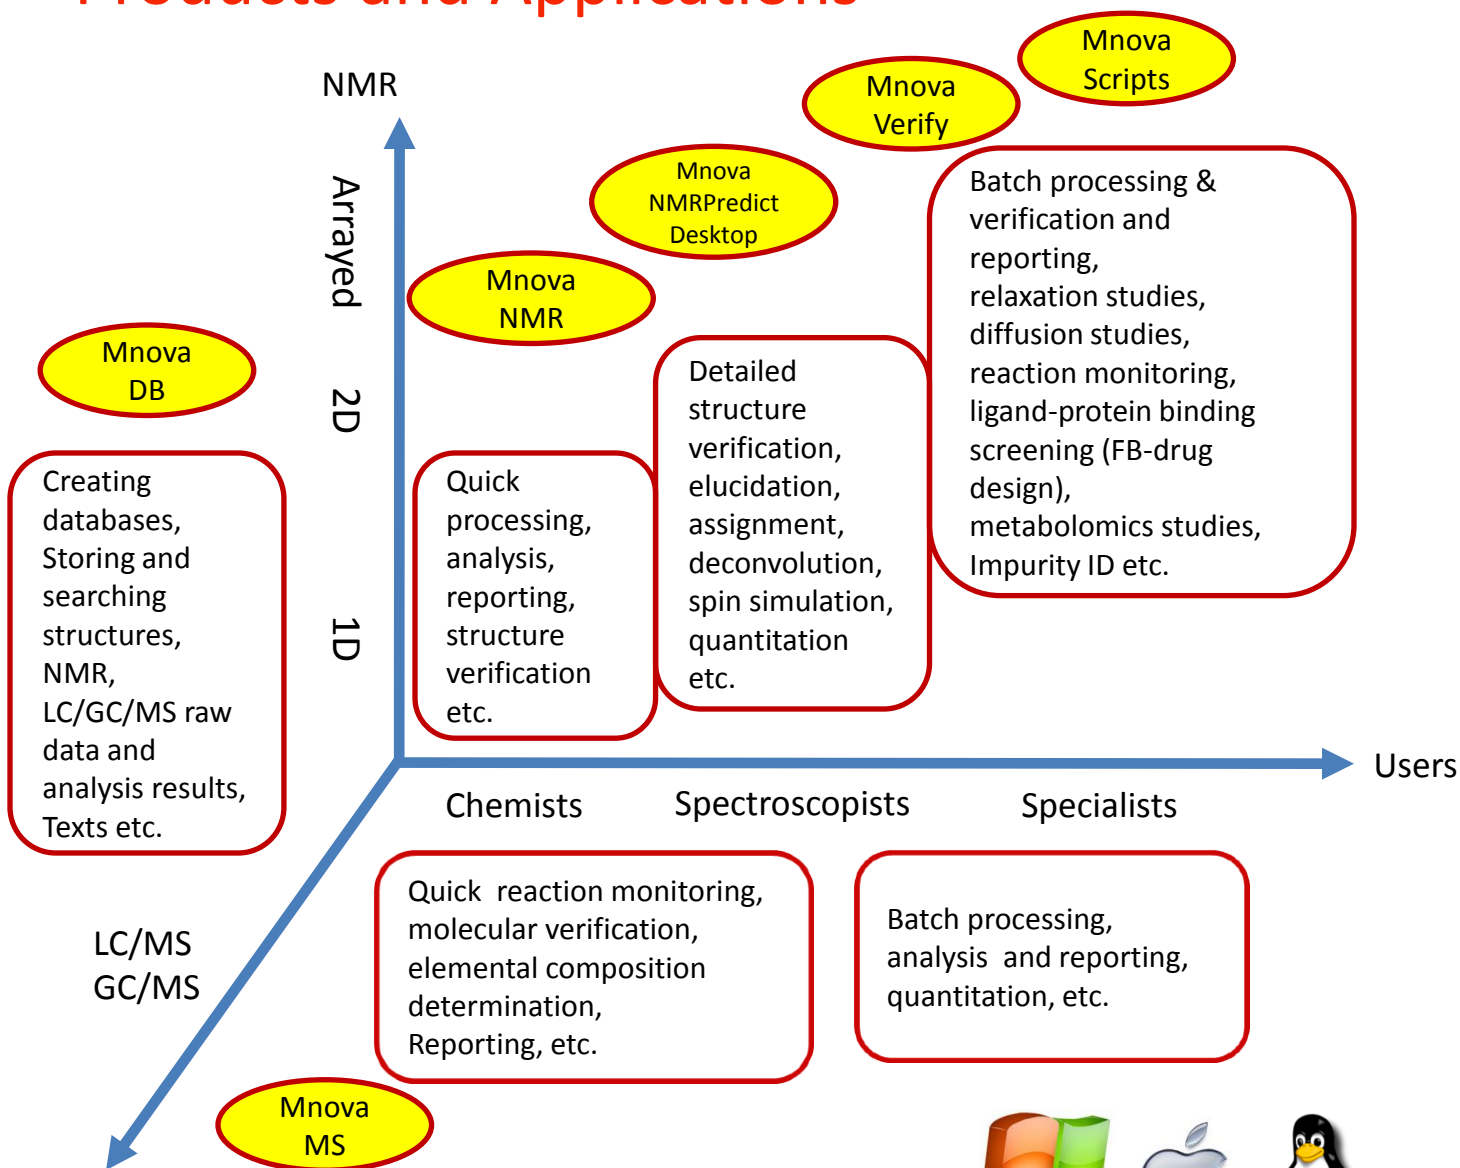 Products and Applications
Mnova
Scripts
Mnova
Verify
NMR
Mnova
NMRPredict
Desktop
Mnova
NMR
Mnova
DB
Arrayed
2D
1D
Batch processing &
verification and
reporting,
relaxation studies,
diffusion studies,
reaction monitoring,
ligand-protein binding
screening (FB-drug
design),
metabolomics studies,
Impurity ID etc.
Detailed
structure
verification,
elucidation,
assignment,
deconvolution,
spin simulation,
quantitation
etc.
Quick
processing,
analysis,
reporting,
structure
verification
etc.
Creating
databases,
Storing and
searching
structures,
NMR,
LC/GC/MS raw
data and
analysis results,
Texts etc.
Users
Chemists
Spectroscopists
Specialists
Quick  reaction monitoring,
molecular verification,
elemental composition
determination,
Reporting, etc.
Batch processing,
analysis  and reporting,
quantitation, etc.
LC/MS
GC/MS
Mnova
MS